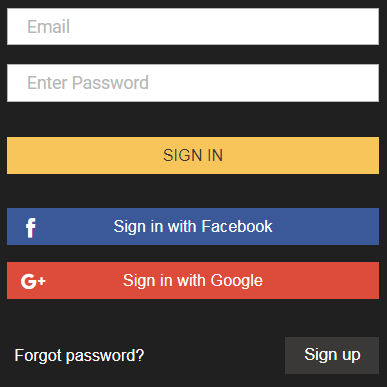 Email
Enter Password
SIGN IN
f Sign in with Facebook
G+ Sign in with Google
Forgot password? Sign up